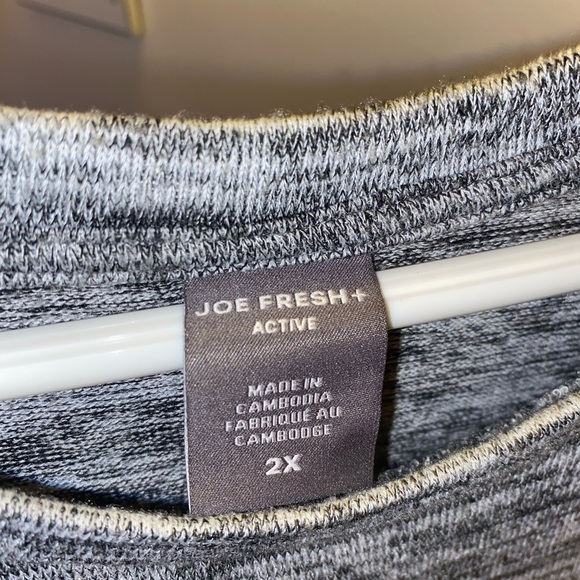 JOE FRESH+
ACTIVE
MADE IN
CAMBODIA
FABRIQUÉ AU
CAMBODGE
2X